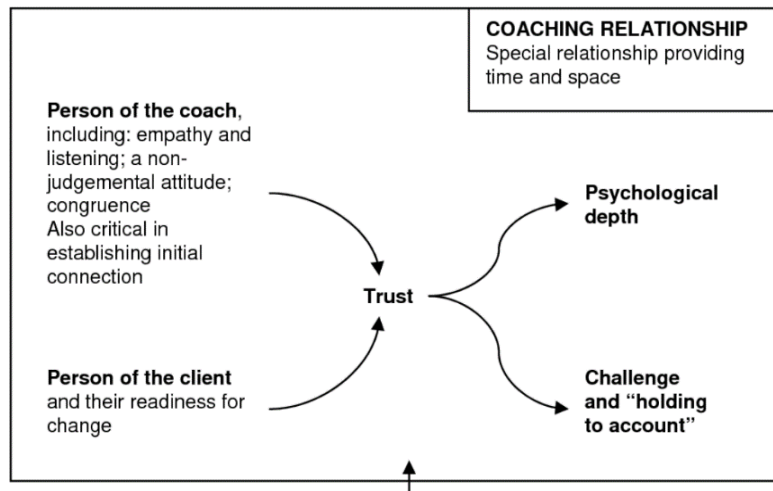 COACHING RELATIONSHIP
Special relationship providing
time and space
Person of the coach,
including: empathy and
listening; a non-
judgemental attitude;
congruence
Also critical in
establishing initial
connection
Psychological
depth
Trust
Person of the client
and their readiness for
change
Challenge
and “holding
to account”